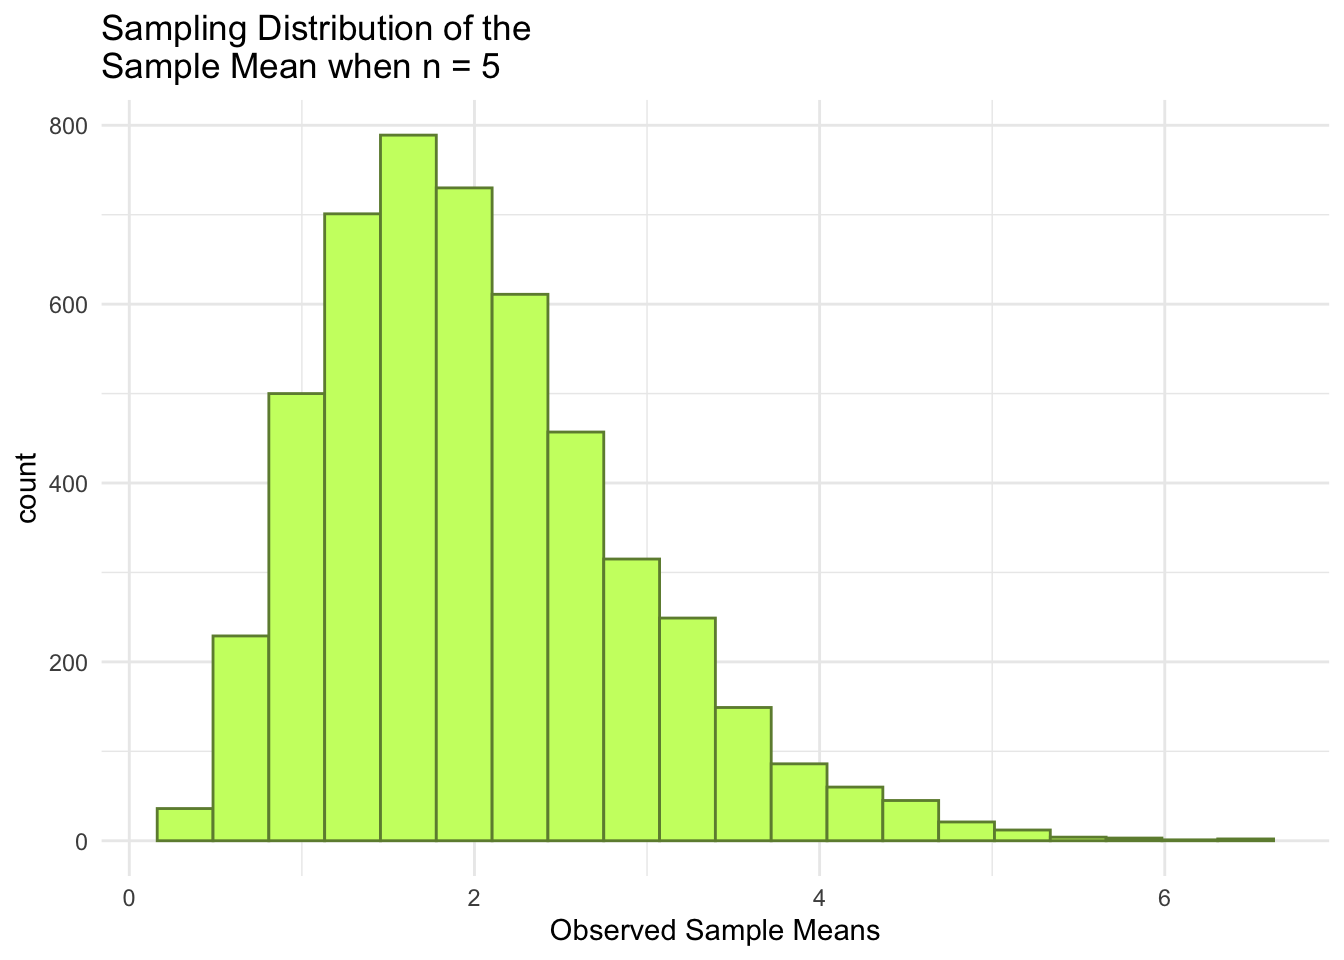 Sampling Distribution of the
Sample Mean when n = 5
800
600
400
200
0
count
0 2 4 6
Observed Sample Means